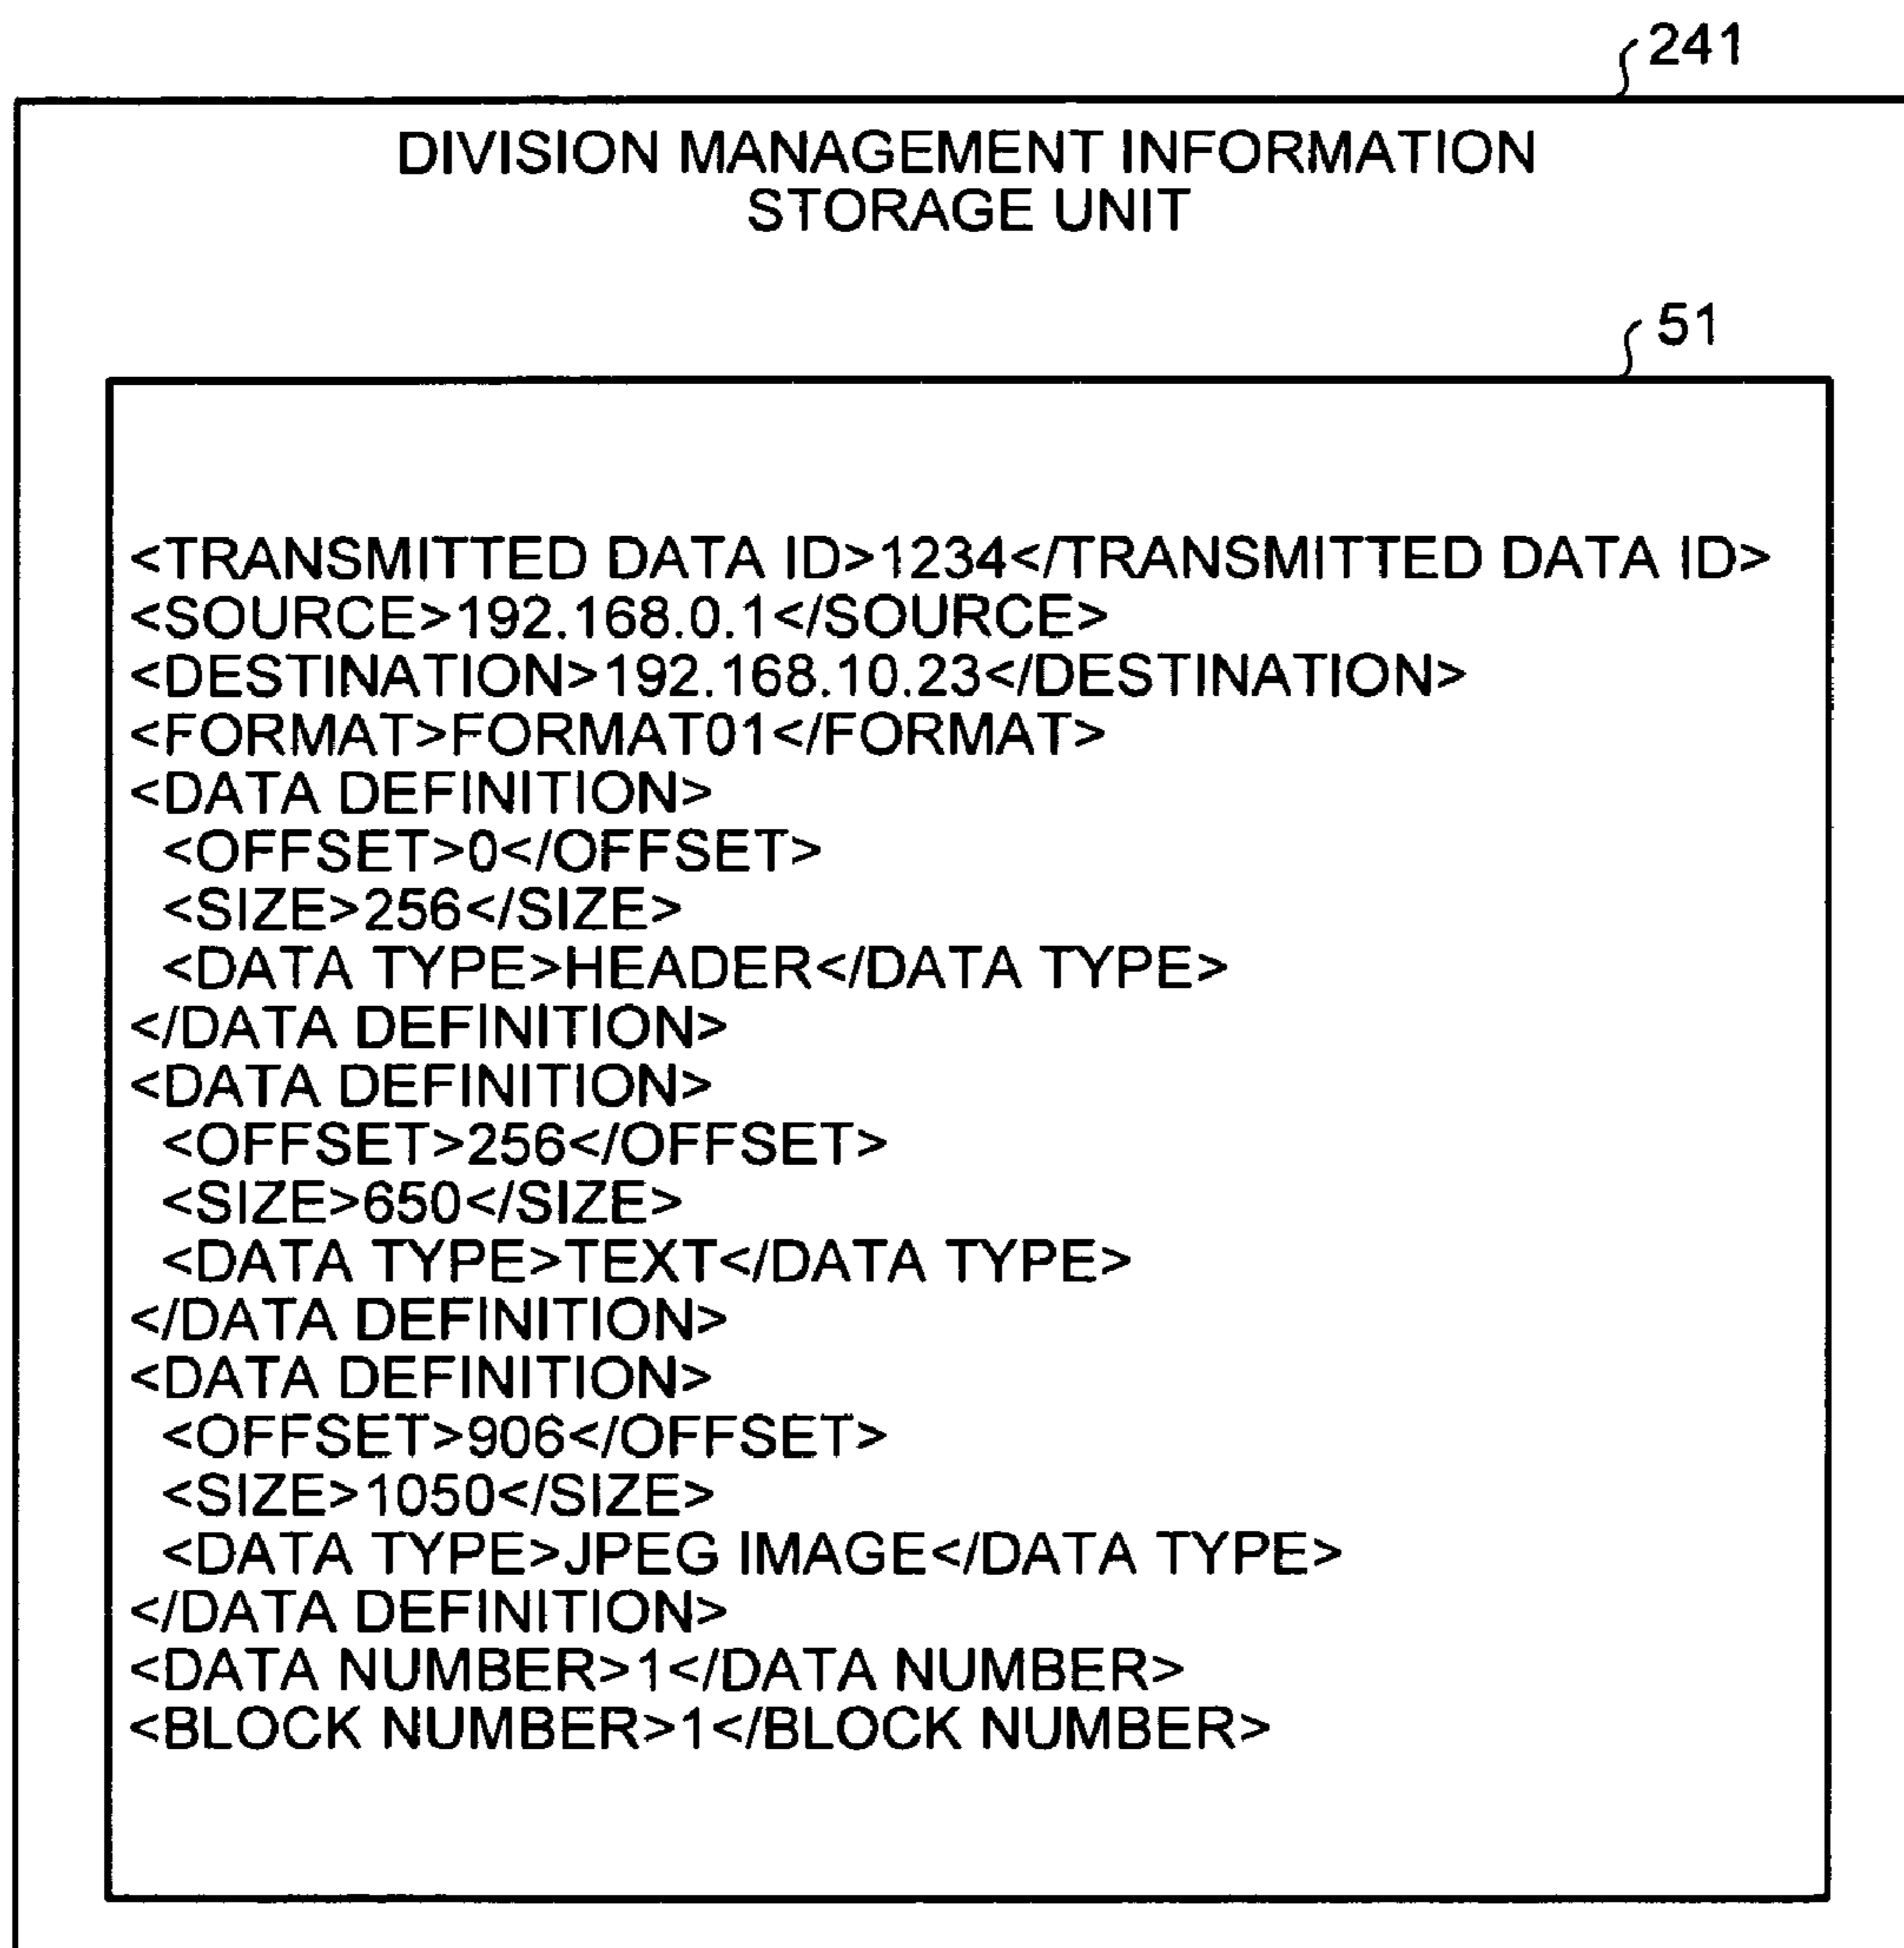 241
DIVISION MANAGEMENT INFORMATION
STORAGE UNIT
51
<TRANSMITTED DATA ID>1234</TRANSMITTED DATA ID>
<SOURCE>192.168.0.1</SOURCE>
<DESTINATION>192.168.10.23</DESTINATION>
<FORMAT>FORMAT01</FORMAT>
<DATA DEFINITION>
<OFFSET>0</OFFSET>
<SIZE>256</SIZE>
<DATA TYPE>HEADER</DATA TYPE>
</DATA DEFINITION>
<DATA DEFINITION>
<OFFSET>256</OFFSET>
<SIZE>650</SIZE>
<DATA TYPE>TEXT</DATA TYPE>
</DATA DEFINITION>
<DATA DEFINITION>
<OFFSET>906</OFFSET>
<SIZE>1050</SIZE>
<DATA TYPE>JPEG IMAGE</DATA TYPE>
</DATA DEFINITION>
<DATA NUMBER>1</DATA NUMBER>
<BLOCK NUMBER>1</BLOCK NUMBER>